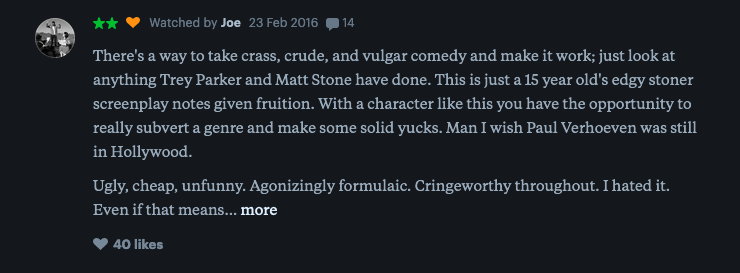 Watched by Joe 23 Feb 2016 14
There's a way to take crass, crude, and vulgar comedy and make it work; just look at
anything Trey Parker and Matt Stone have done. This is just a 15 year old's edgy stoner
screenplay notes given fruition. With a character like this you have the opportunity to
really subvert a genre and make some solid yucks. Man I wish Paul Verhoeven was still
in Hollywood.
Ugly, cheap, unfunny. Agonizingly formulaic. Cringeworthy throughout. I hated it.
Even if that means... more
40 likes